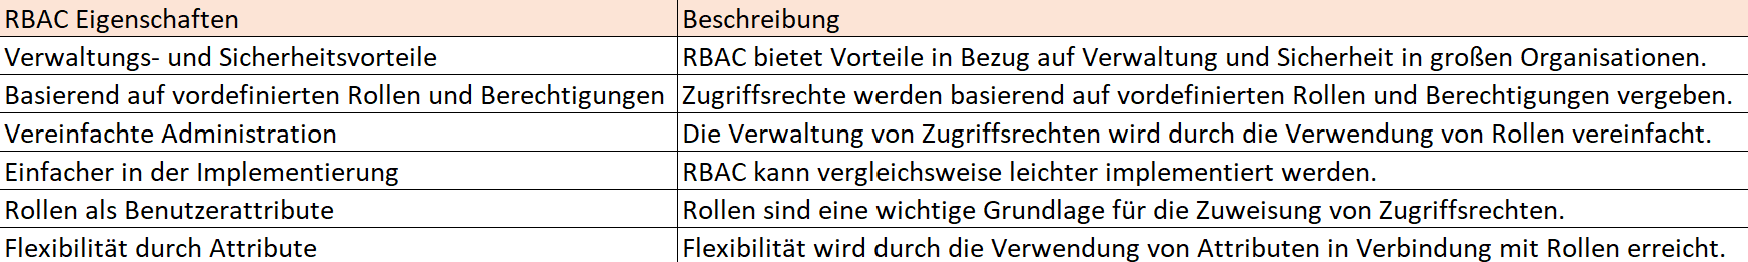 RBAC Eigenschaften Beschreibung
Verwaltungs- und Sicherheitsvorteile RBAC bietet Vorteile in Bezug auf Verwaltung und Sicherheit in großen Organisationen.
Basierend auf vordefinierten Rollen und Berechtigungen Zugriffsrechte werden basierend auf vordefinierten Rollen und Berechtigungen vergeben.
Vereinfachte Administration Die Verwaltung von Zugriffsrechten wird durch die Verwendung von Rollen vereinfacht.
Einfacher in der Implementierung RBAC kann vergleichsweise leichter implementiert werden.
Rollen als Benutzerattribute Rollen sind eine wichtige Grundlage für die Zuweisung von Zugriffsrechten.
Flexibilität durch Attribute Flexibilität wird durch die Verwendung von Attributen in Verbindung mit Rollen erreicht.